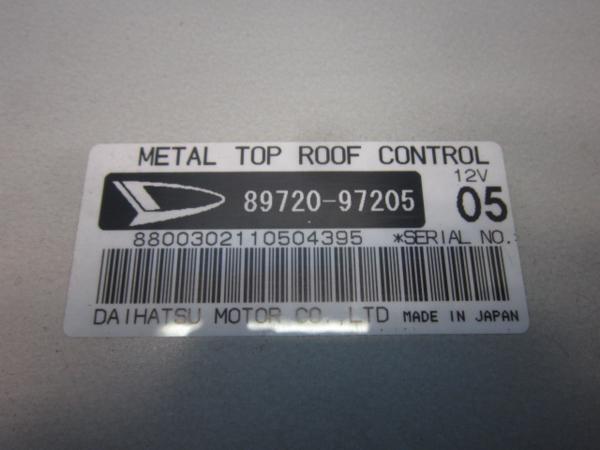 METAL TOP ROOF CONTROL
12V
89720-97205 05
8800302110504395 *SERIAL NO.
DAIHATSU MOTOR CO.,LTD MADE IN JAPAN